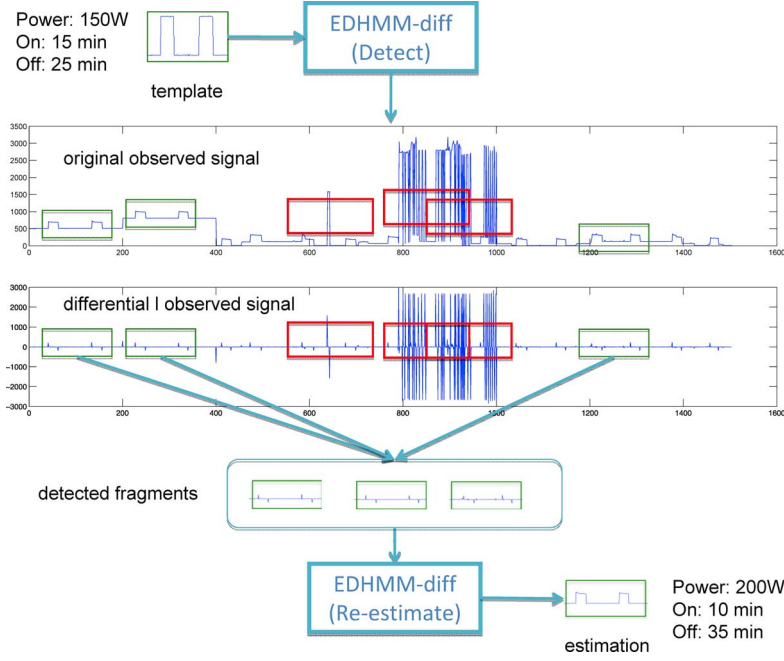 Power: 150W
On: 15 min
Off: 25 min
template
EDHMM-diff
(Detect)
original observed signal
3500
3000
2500
2000
1500
1000
500
0
0 200 400 600 800 1000 1200 1400 1600
differential l observed signal
3000
2000
1000
0
-1000
-2000
-3000
0 200 400 600 800 1000 1200 1400 1600
detected fragments
EDHMM-diff
(Re-estimate)
estimation
Power: 200W
On: 10 min
Off: 35 min